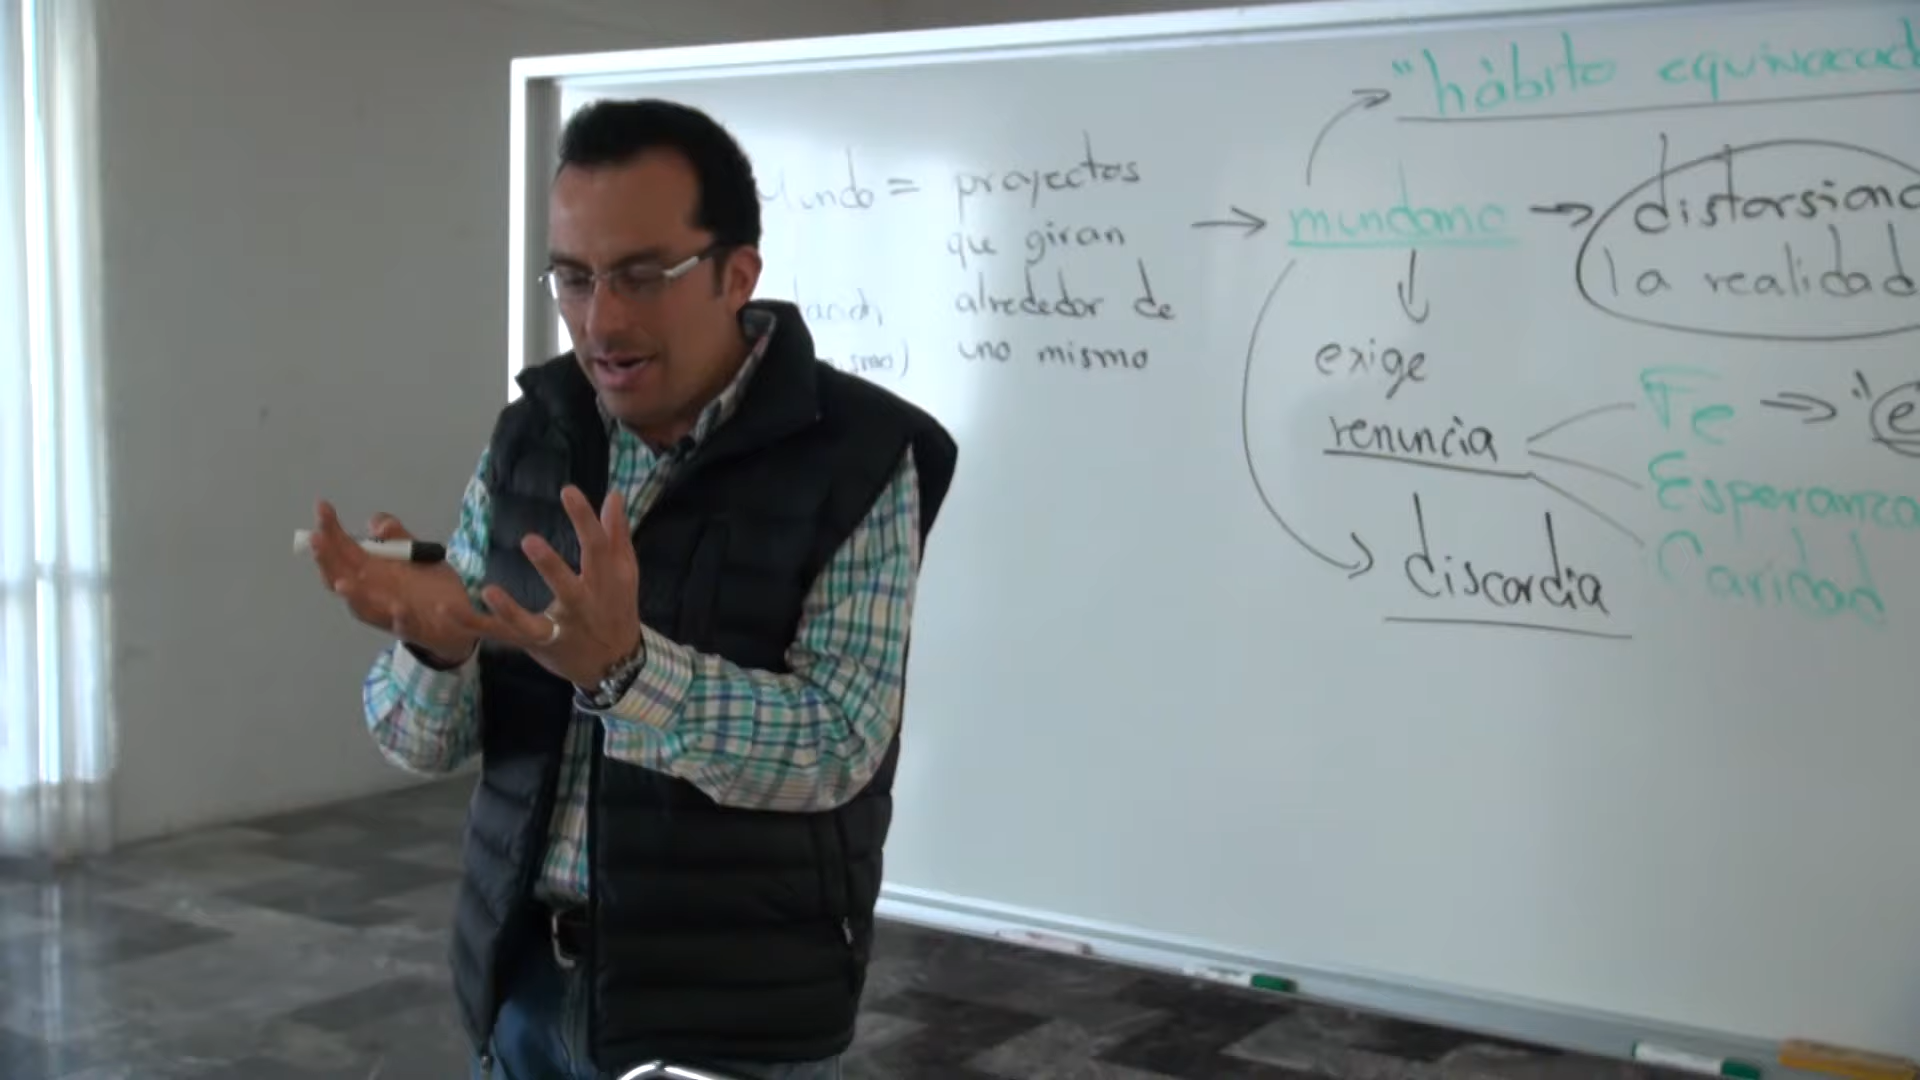 "hábito equivocad
Mundo = proyectos
que giran
alrededor de
uno mismo
mundano
distorsiona
la realidad
exige
renuncia
Fe
Esperanza
Caridad
discordia